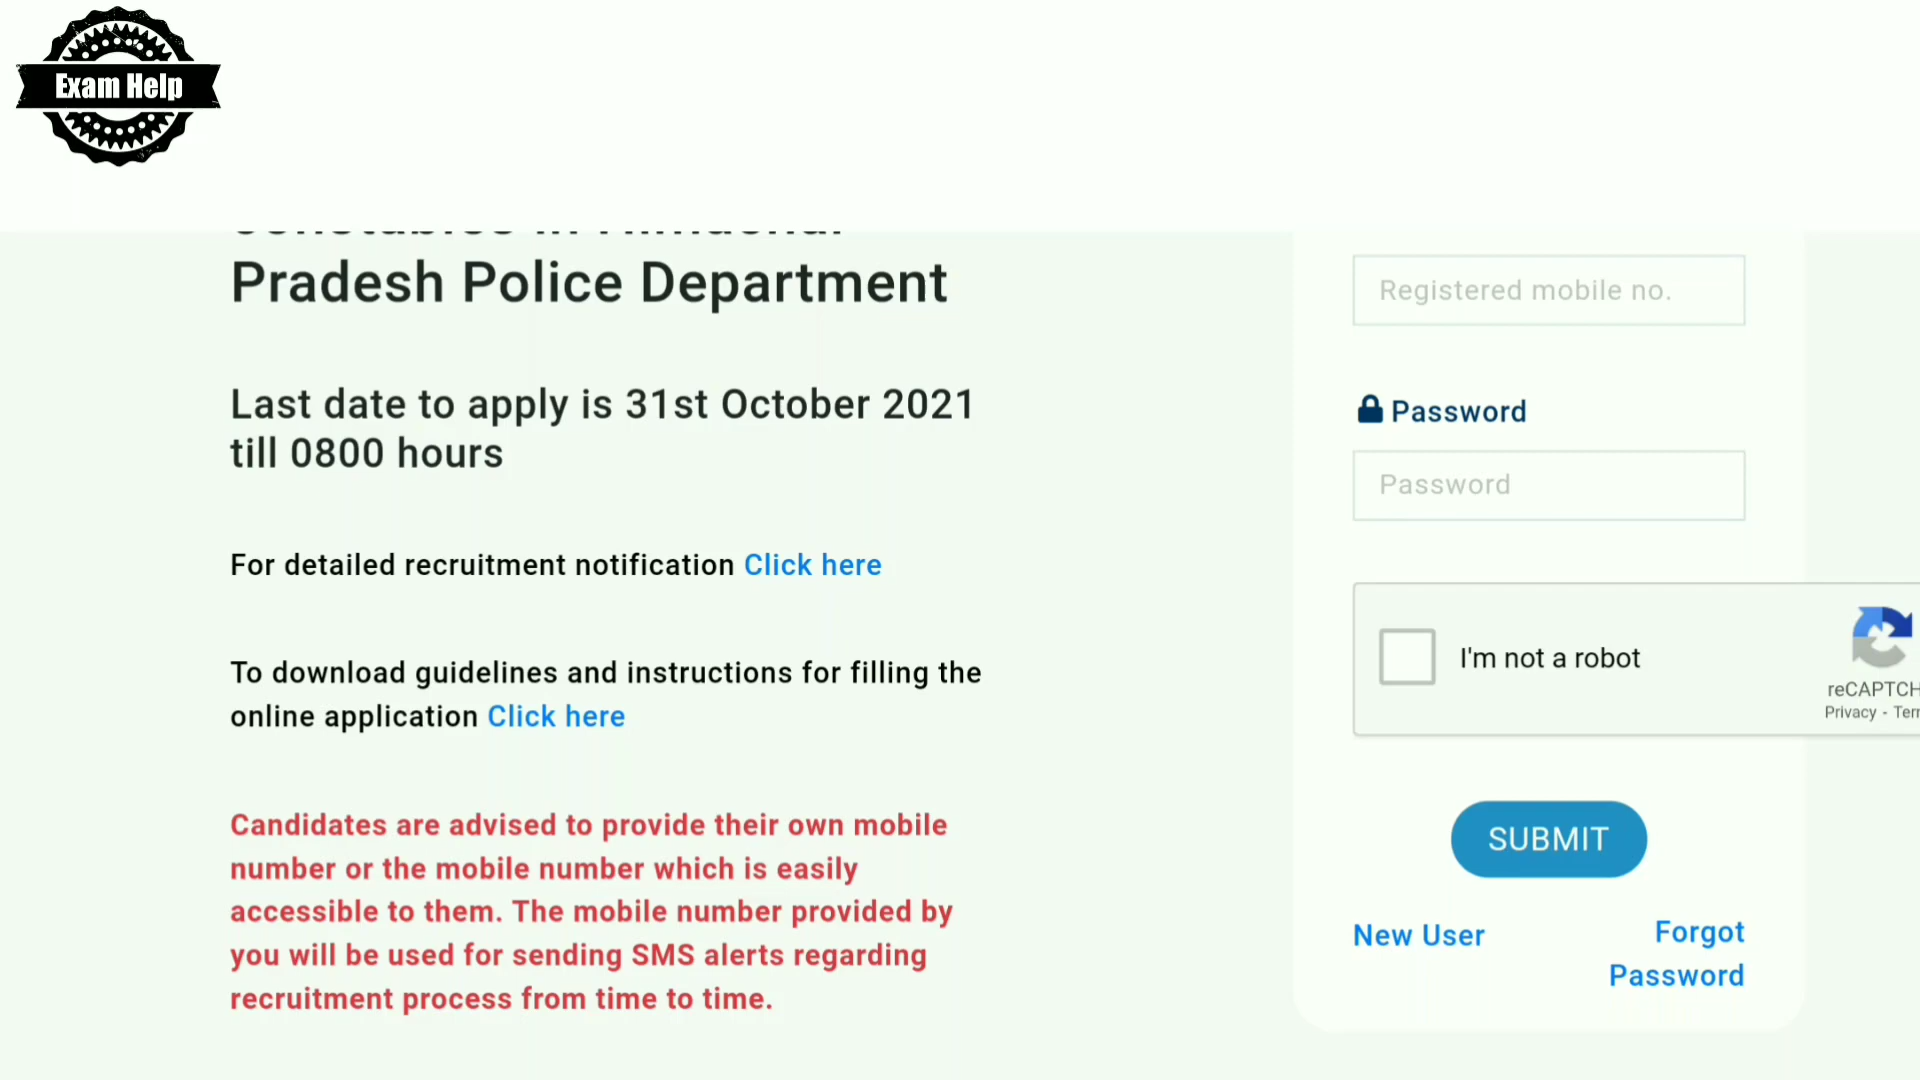 Exam Help
Pradesh Police Department
Last date to apply is 31st October 2021
till 0800 hours
For detailed recruitment notification Click here
To download guidelines and instructions for filling the
online application Click here
Candidates are advised to provide their own mobile
number or the mobile number which is easily
accessible to them. The mobile number provided by
you will be used for sending SMS alerts regarding
recruitment process from time to time.
Registered mobile no.
Password
Password
I'm not a robot
reCAPTCH
Privacy - Terr
SUBMIT
New User
Forgot
Password